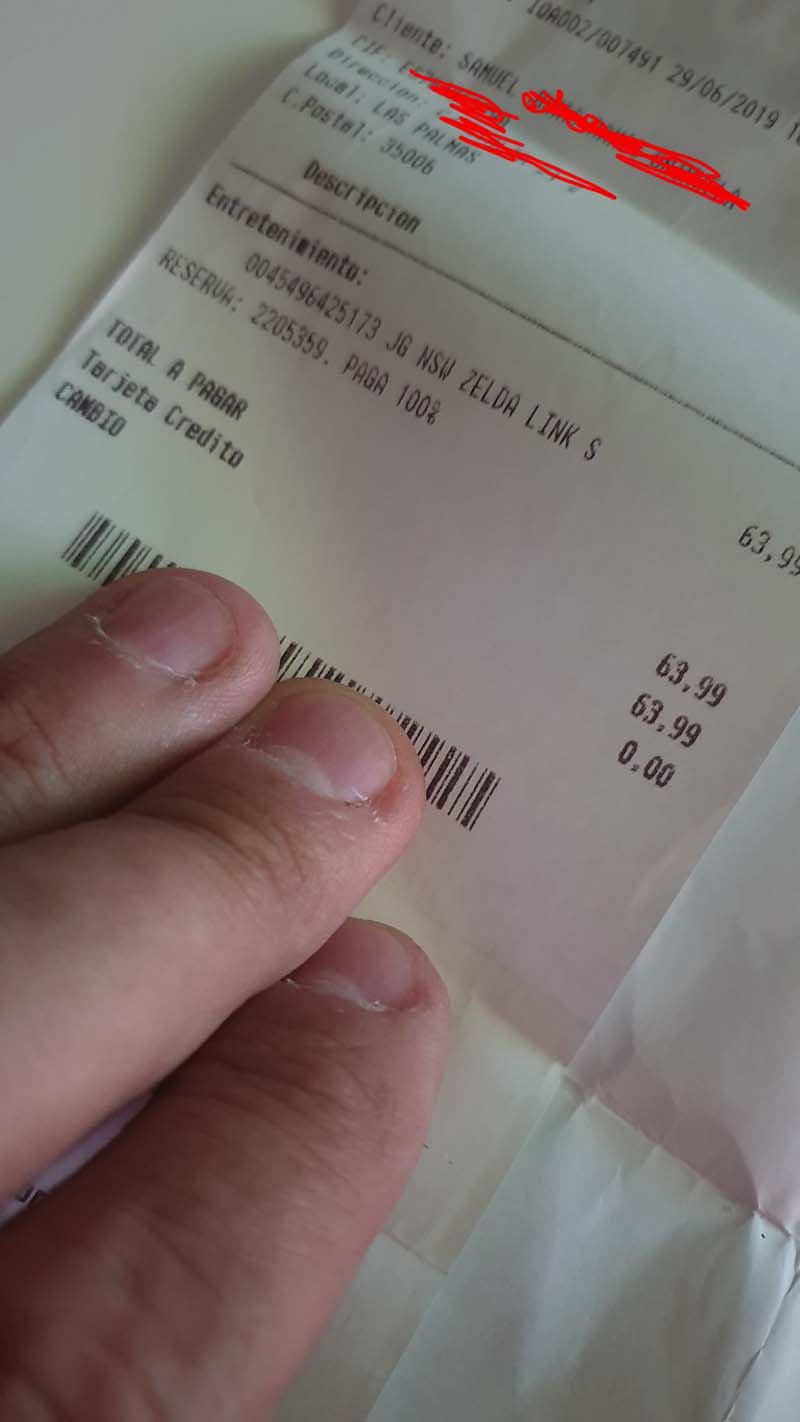 10A002/007491 29/06/2019
Cliente: SAMUEL
CIF:
Direccion:
Local: LAS PALMAS
C.Postal: 35006
Descripcion
Entretenimiento:
0045496425173 JG NSW ZELDA LINK S 63,99
RESERVA: 2205359. PAGA 100%
TOTAL A PAGAR 63,99
Tarjeta Credito 63,99
CAMBIO 0,00